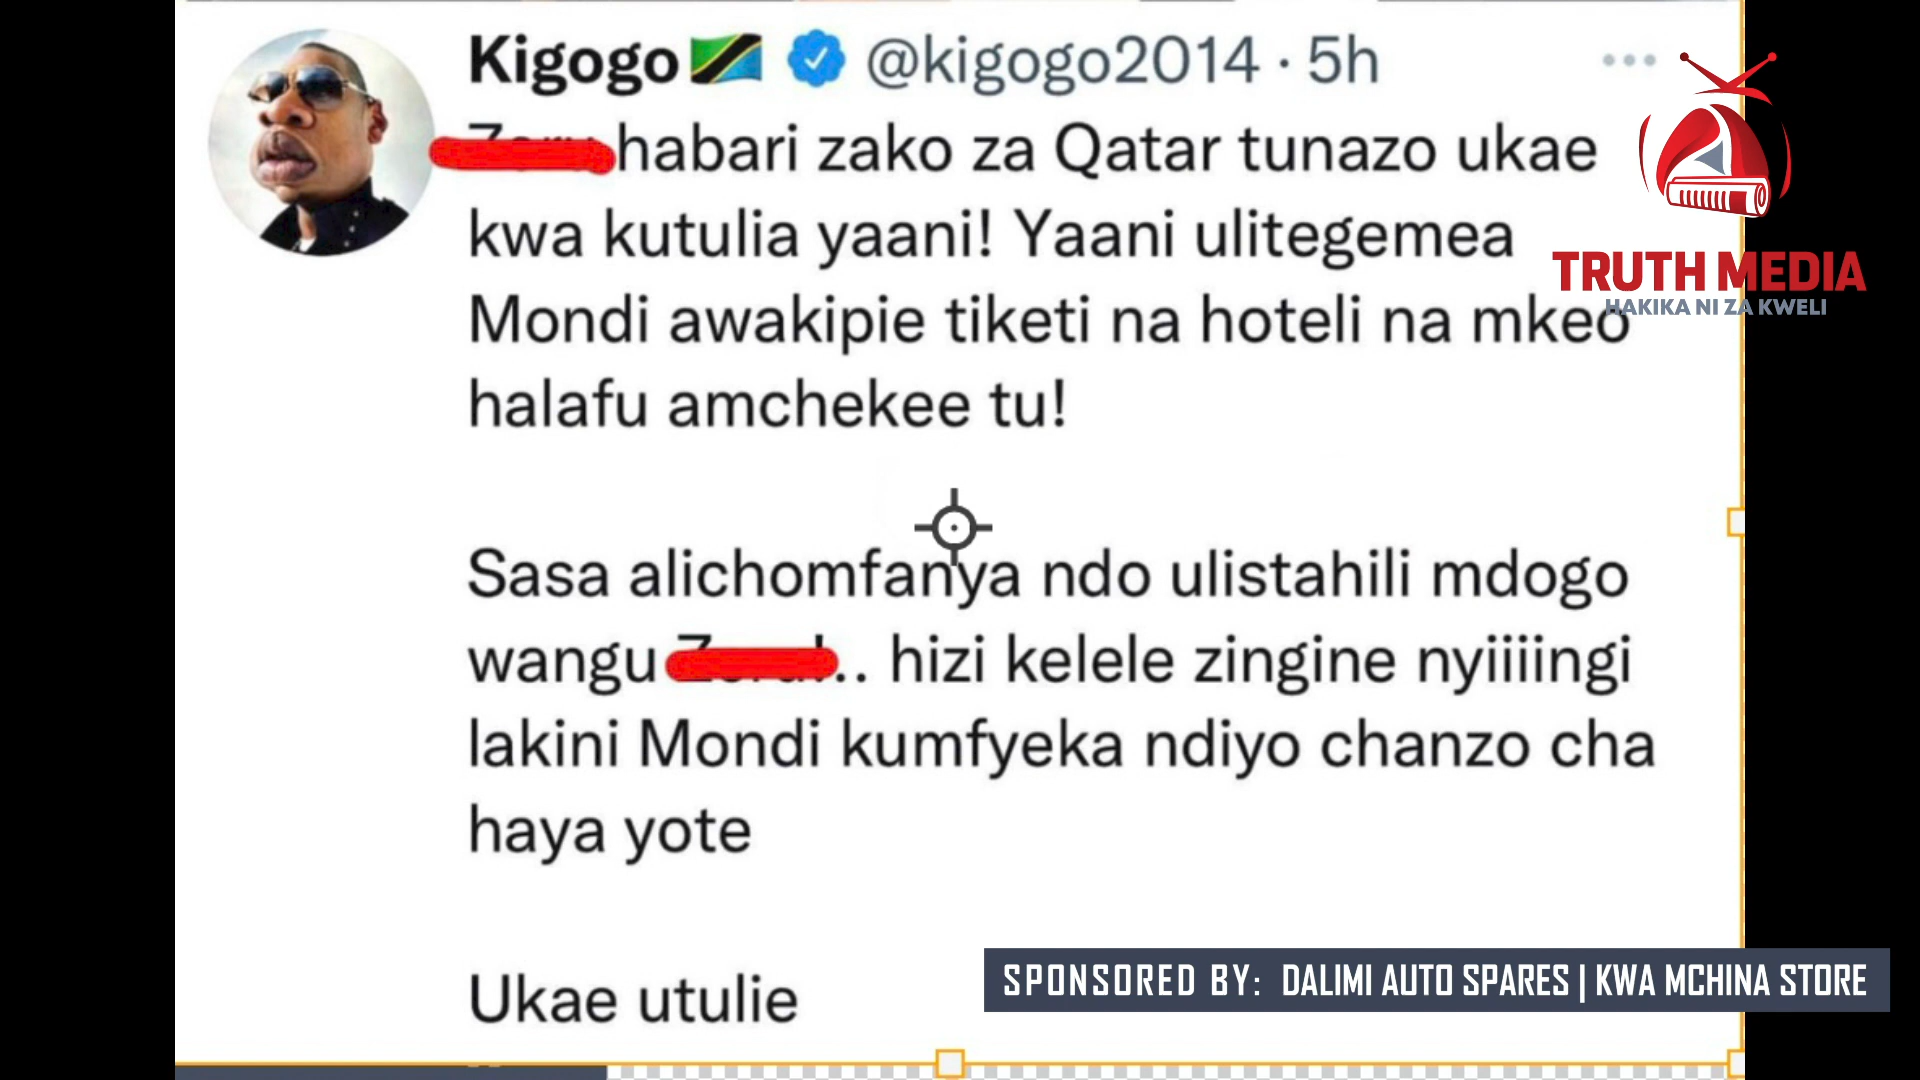 Kigogo @kigogo2014 · 5h
habari zako za Qatar tunazo ukae
kwa kutulia yaani! Yaani ulitegemea
Mondi awakipie tiketi na hoteli na mkeo
halafu amchekee tu!
Sasa alichomfanya ndo ulistahili mdogo
wangu .. hizi kelele zingine nyiiiingi
lakini Mondi kumfyeka ndiyo chanzo cha
haya yote
Ukae utulie
TRUTH MEDIA
HAKIKA NI ZA KWELI
SPONSORED BY: DALIMI AUTO SPARES | KWA MCHINA STORE